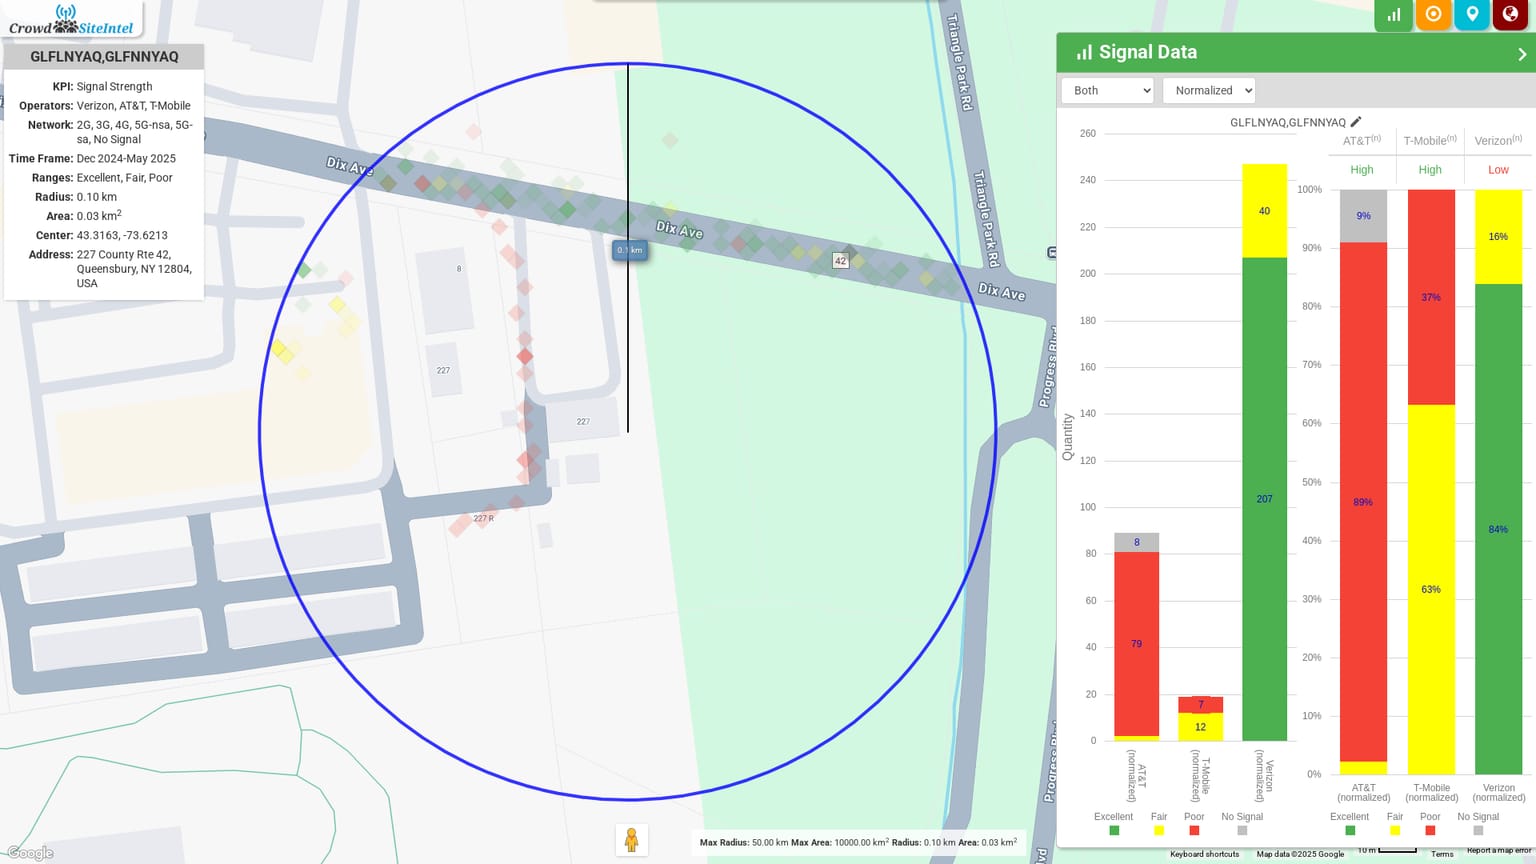 CrowdSiteIntel
GLFLNYAQ,GLFNNYAQ
KPI: Signal Strength
Operators: Verizon, AT&T, T-Mobile
Network: 2G, 3G, 4G, 5G-nsa, 5G-
sa, No Signal
Time Frame: Dec 2024-May 2025
Ranges: Excellent, Fair, Poor
Radius: 0.10 km
Area: 0.03 km2
Center: 43.3163, -73.6213
Address: 227 County Rte 42,
Queensbury, NY 12804,
USA
Dix Ave
Dix Ave
Dix Ave
Triangle Park Rd
Triangle Park Rd
Progress Blvd
Progress Blvd
0.1 km
42
8
227
227
227 R
Google
Max Radius: 50.00 km Max Area: 10000.00 km2 Radius: 0.10 km Area: 0.03 km2
Signal Data
Both
Normalized
GLFLNYAQ,GLFNNYAQ
AT&T(n) T-Mobile(n) Verizon(n)
High High Low
Quantity
260
240
220
200
180
160
140
120
100
80
60
40
20
0
8
79
7
12
40
207
AT&T
(normalized)
T-Mobile
(normalized)
Verizon
(normalized)
Excellent Fair Poor No Signal
100%
90%
80%
70%
60%
50%
40%
30%
20%
10%
0%
9%
89%
37%
63%
16%
84%
AT&T
(normalized)
T-Mobile
(normalized)
Verizon
(normalized)
Excellent Fair Poor No Signal
Keyboard shortcuts
Map data ©2025 Google
10 m
Terms
Report a map error